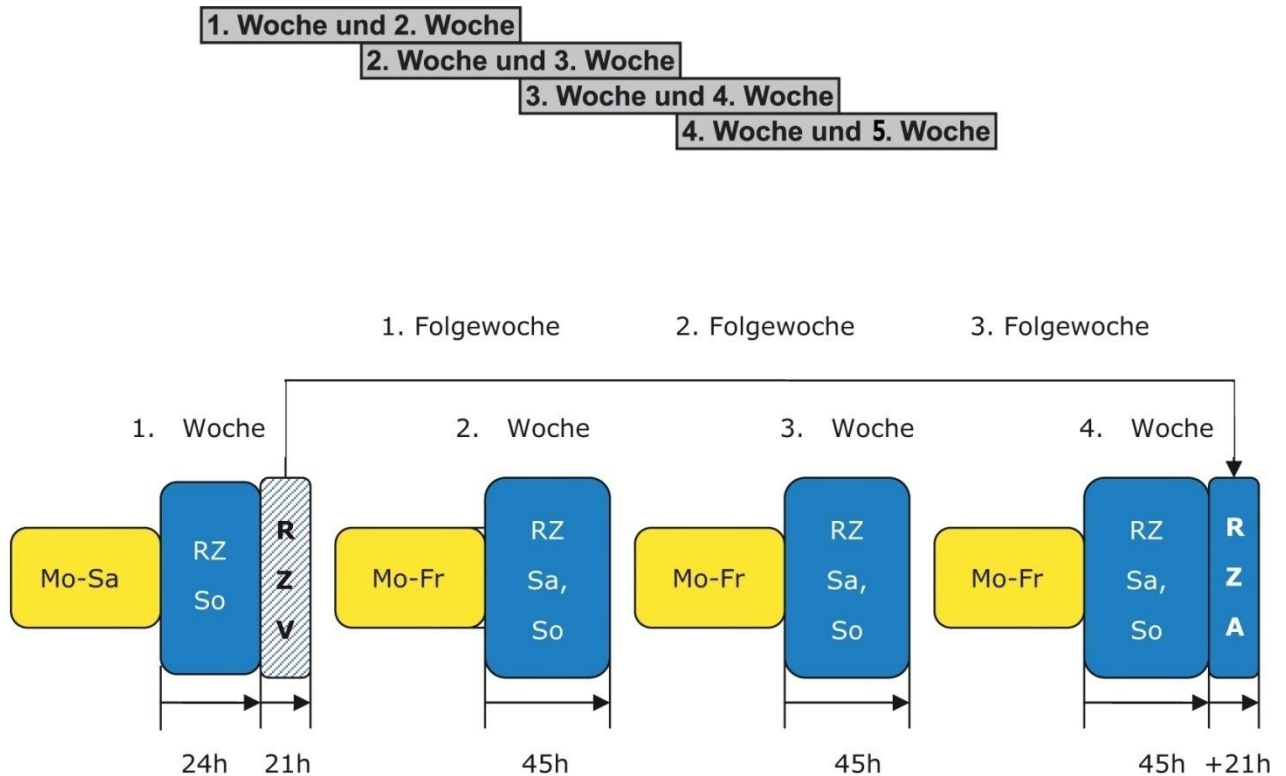 1. Woche und 2. Woche
2. Woche und 3. Woche
3. Woche und 4. Woche
4. Woche und 5. Woche
1. Folgewoche 2. Folgewoche 3. Folgewoche
1. Woche 2. Woche 3. Woche 4. Woche
Mo-Sa
RZ
So
R
Z
V
Mo-Fr
RZ
Sa,
So
Mo-Fr
RZ
Sa,
So
Mo-Fr
RZ
Sa,
So
R
Z
A
24h 21h 45h 45h 45h +21h